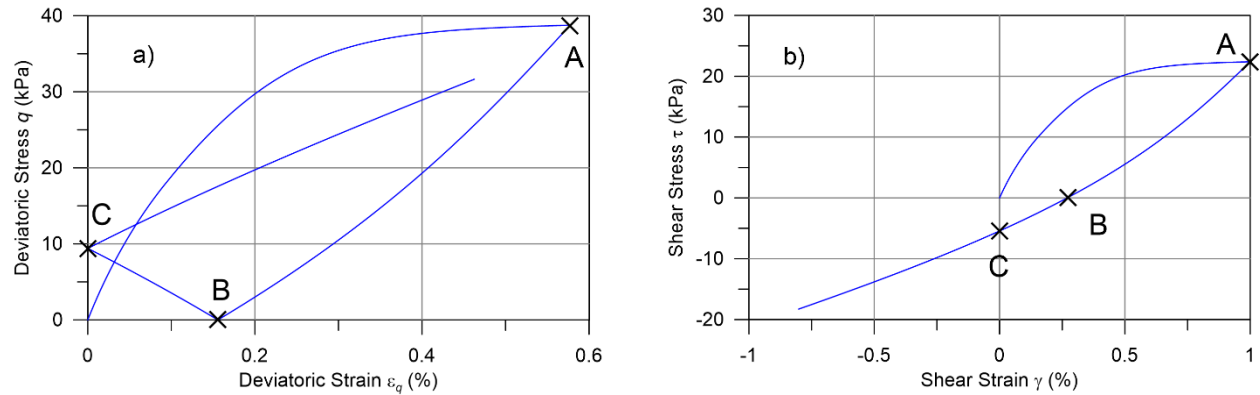 a)
Deviatoric Stress q (kPa)
40
30
20
10
0
A
B
C
0
0.2
0.4
0.6
Deviatoric Strain εq (%)
b)
Shear Stress τ (kPa)
30
20
10
0
-10
-20
A
B
C
-1
-0.5
0
0.5
1
Shear Strain γ (%)